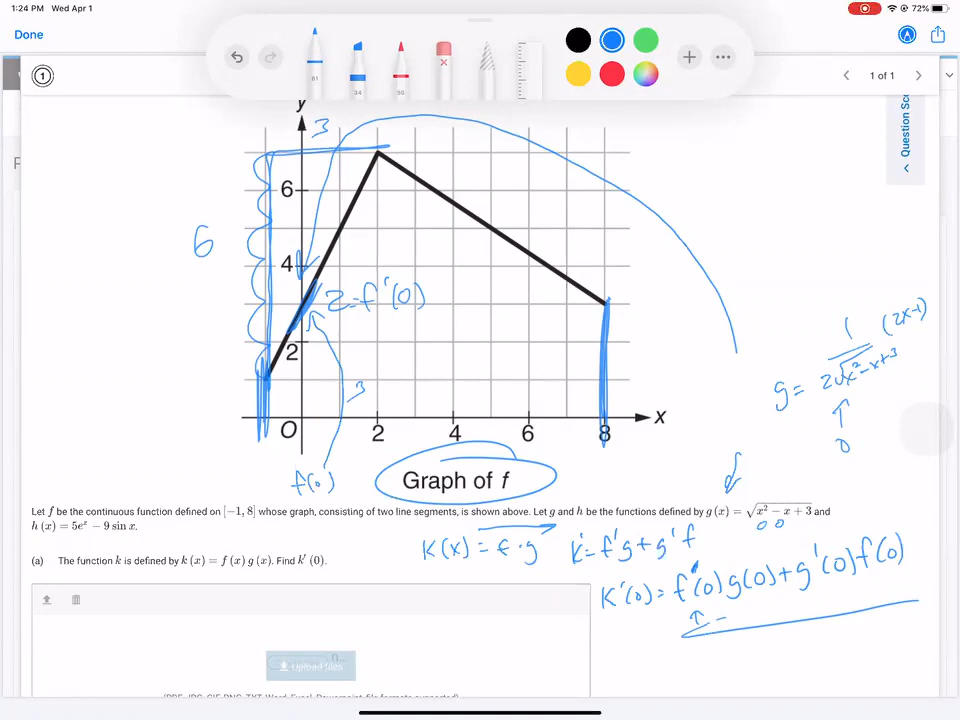 1:24 PM Wed Apr 1
72%
Done
81
34
50
1
1 of 1
Question Sc
y
3
6
6
4
2
2=f'(0)
3
O
2
4
6
8
x
f(0)
Graph of f
1 (2x-1)
g= 2√x²-x+3
↑
0
Let f be the continuous function defined on [−1, 8] whose graph, consisting of two line segments, is shown above. Let g and h be the functions defined by g (x) = √x² − x + 3 and
h (x) = 5eˣ − 9 sin x.
0 0
K(x) = f·g K'=f'g+g'f
(a) The function k is defined by k (x) = f (x) g (x). Find k′ (0).
K'(0)= f'(0)g(0)+g'(0)f(0)
Upload files